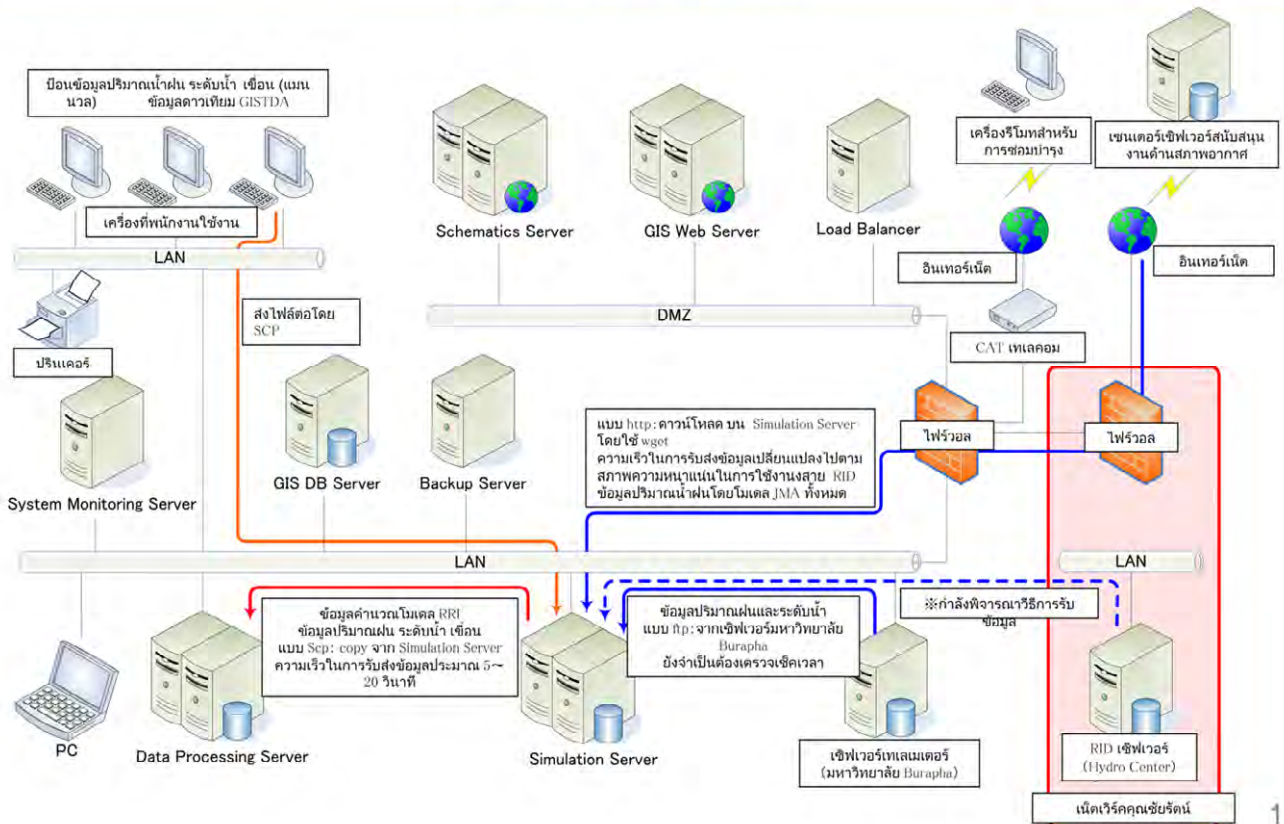 ป้อนข้อมูลปริมาณน้ำฝน ระดับน้ำ เขื่อน (แมน
นวล) ข้อมูลดาวเทียม GISTDA
เครื่องที่พนักงานใช้งาน
LAN
ปรินเตอร์
ส่งไฟล์ต่อโดย
SCP
Schematics Server
GIS Web Server
Load Balancer
DMZ
เครื่องรีโมทสำหรับ
การซ่อมบำรุง
เซนเตอร์เซิฟเวอร์สนับสนุน
งานด้านสภาพอากาศ
อินเทอร์เน็ต
อินเทอร์เน็ต
CAT เทเลคอม
ไฟร์วอล
ไฟร์วอล
System Monitoring Server
GIS DB Server
Backup Server
แบบ http: ดาวน์โหลด บน Simulation Server
โดยใช้ wget
ความเร็วในการรับส่งข้อมูลเปลี่ยนแปลงไปตาม
สภาพความหนาแน่นในการใช้งานงสาย RID
ข้อมูลปริมาณน้ำฝนโดยโมเดล JMA ทั้งหมด
LAN
LAN
ข้อมูลคำนวณโมเดล RRI
ข้อมูลปริมาณฝน ระดับน้ำ เขื่อน
แบบ Scp: copy จาก Simulation Server
ความเร็วในการรับส่งข้อมูลประมาณ 5～
20 วินาที
ข้อมูลปริมาณฝนและระดับน้ำ
แบบ ftp: จากเซิฟเวอร์มหาวิทยาลัย
Burapha
ยังจำเป็นต้องตรวจเช็คเวลา
※กำลังพิจารณาวิธีการรับ
ข้อมูล
PC
Data Processing Server
Simulation Server
เซิฟเวอร์เทเลเมเตอร์
(มหาวิทยาลัย Burapha)
RID เซิฟเวอร์
(Hydro Center)
เน็ตเวิร์คคุณชัยรัตน์
1